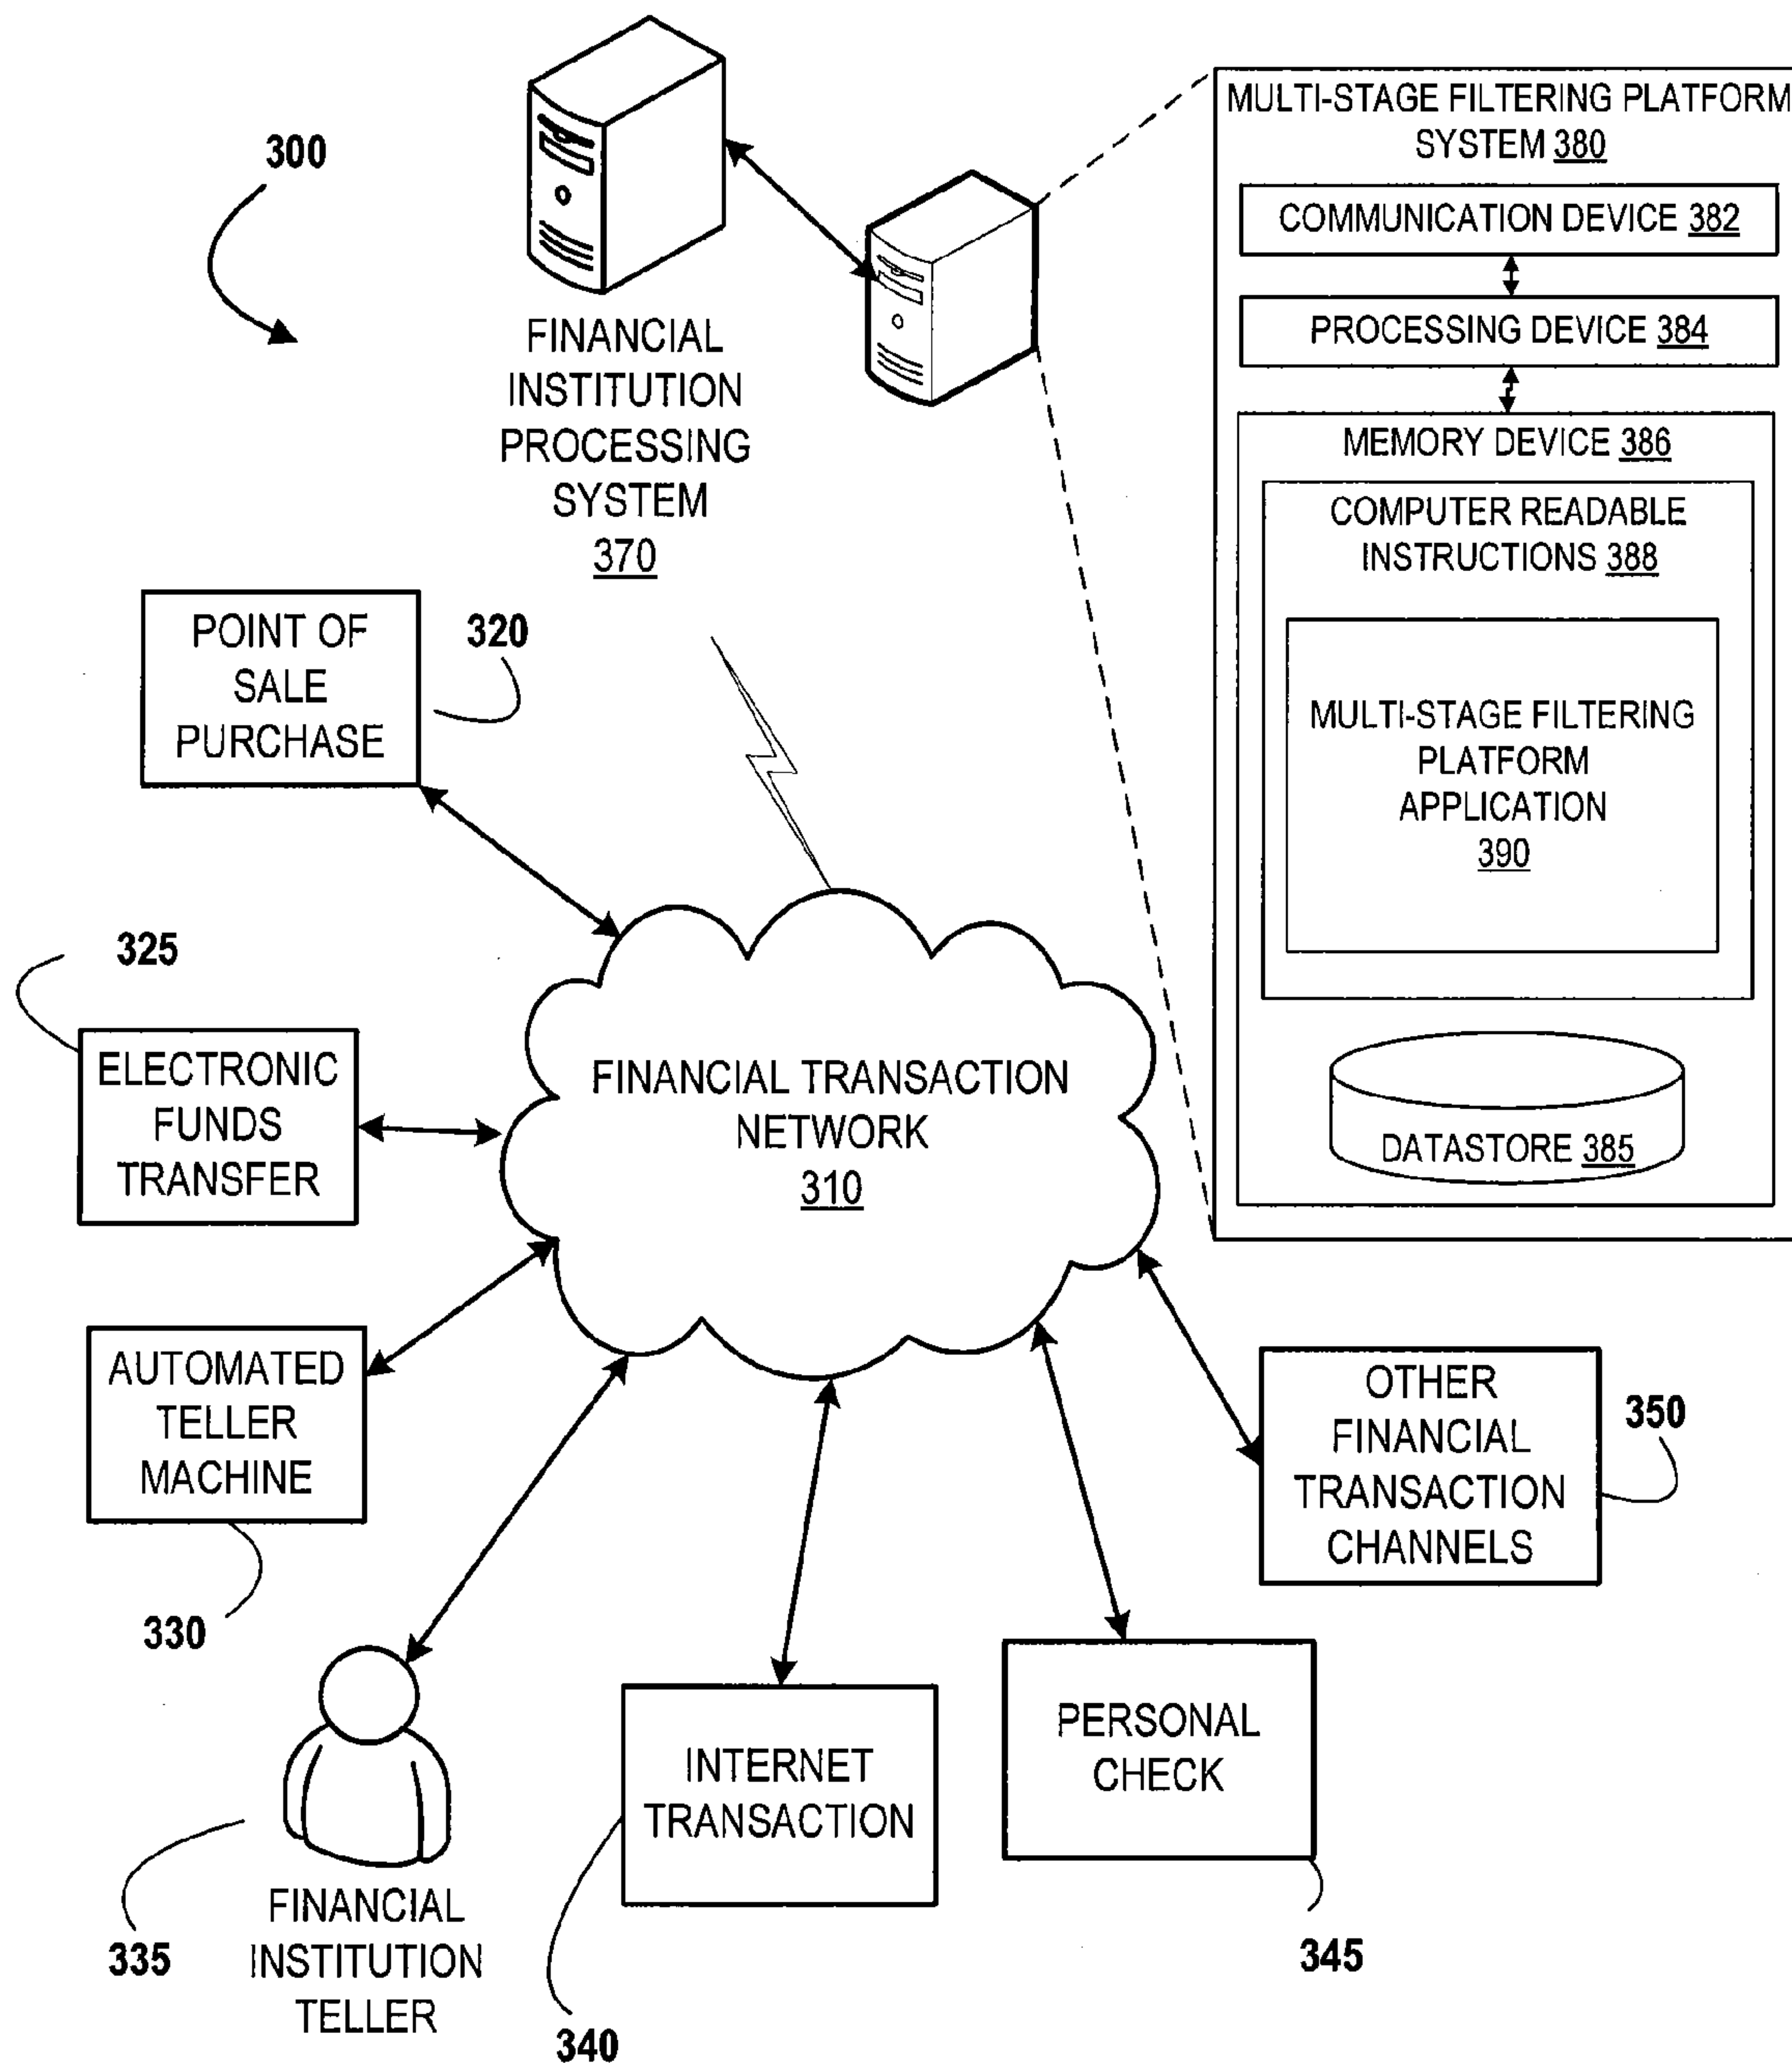 300
FINANCIAL
INSTITUTION
PROCESSING
SYSTEM
370
MULTI-STAGE FILTERING PLATFORM
SYSTEM 380
COMMUNICATION DEVICE 382
PROCESSING DEVICE 384
MEMORY DEVICE 386
COMPUTER READABLE
INSTRUCTIONS 388
MULTI-STAGE FILTERING
PLATFORM
APPLICATION
390
DATASTORE 385
POINT OF
SALE
PURCHASE
320
325
ELECTRONIC
FUNDS
TRANSFER
FINANCIAL TRANSACTION
NETWORK
310
AUTOMATED
TELLER
MACHINE
330
OTHER
FINANCIAL
TRANSACTION
CHANNELS
350
FINANCIAL
INSTITUTION
TELLER
335
INTERNET
TRANSACTION
340
PERSONAL
CHECK
345